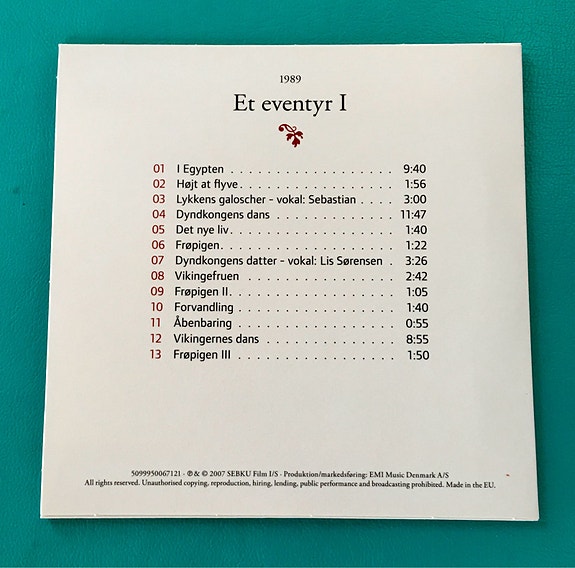 1989
Et eventyr I
01 I Egypten . . . . . . . . . . . . . . . . . . . 9:40
02 Højt at flyve . . . . . . . . . . . . . . . . . . 1:56
03 Lykkens galoscher - vokal: Sebastian . . . . 3:00
04 Dyndkongens dans . . . . . . . . . . . . . . 11:47
05 Det nye liv . . . . . . . . . . . . . . . . . . . 1:40
06 Frøpigen . . . . . . . . . . . . . . . . . . . . 1:22
07 Dyndkongens datter - vokal: Lis Sørensen . 3:26
08 Vikingefruen . . . . . . . . . . . . . . . . . . 2:42
09 Frøpigen II . . . . . . . . . . . . . . . . . . . 1:05
10 Forvandling . . . . . . . . . . . . . . . . . . 1:40
11 Åbenbaring . . . . . . . . . . . . . . . . . . 0:55
12 Vikingernes dans . . . . . . . . . . . . . . . 8:55
13 Frøpigen III . . . . . . . . . . . . . . . . . . 1:50
5099950067121 · ℗ & © 2007 SEBKU Film I/S · Produktion/markedsføring: EMI Music Denmark A/S
All rights reserved. Unauthorised copying, reproduction, hiring, lending, public performance and broadcasting prohibited. Made in the EU.